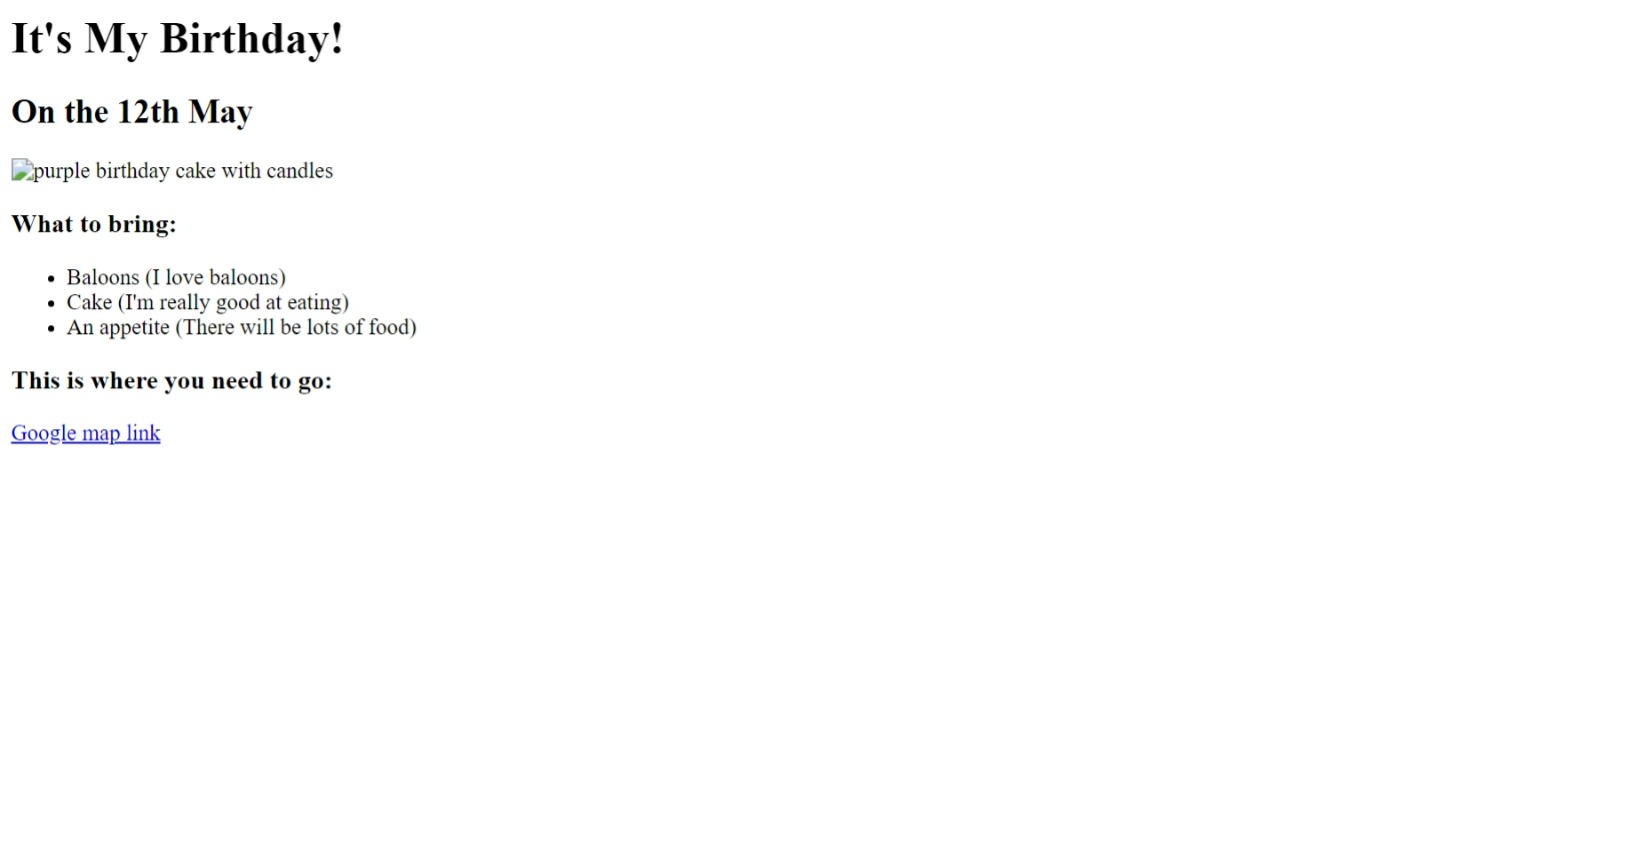 It's My Birthday!
On the 12th May
purple birthday cake with candles
What to bring:
Baloons (I love baloons)
Cake (I'm really good at eating)
An appetite (There will be lots of food)
This is where you need to go:
Google map link